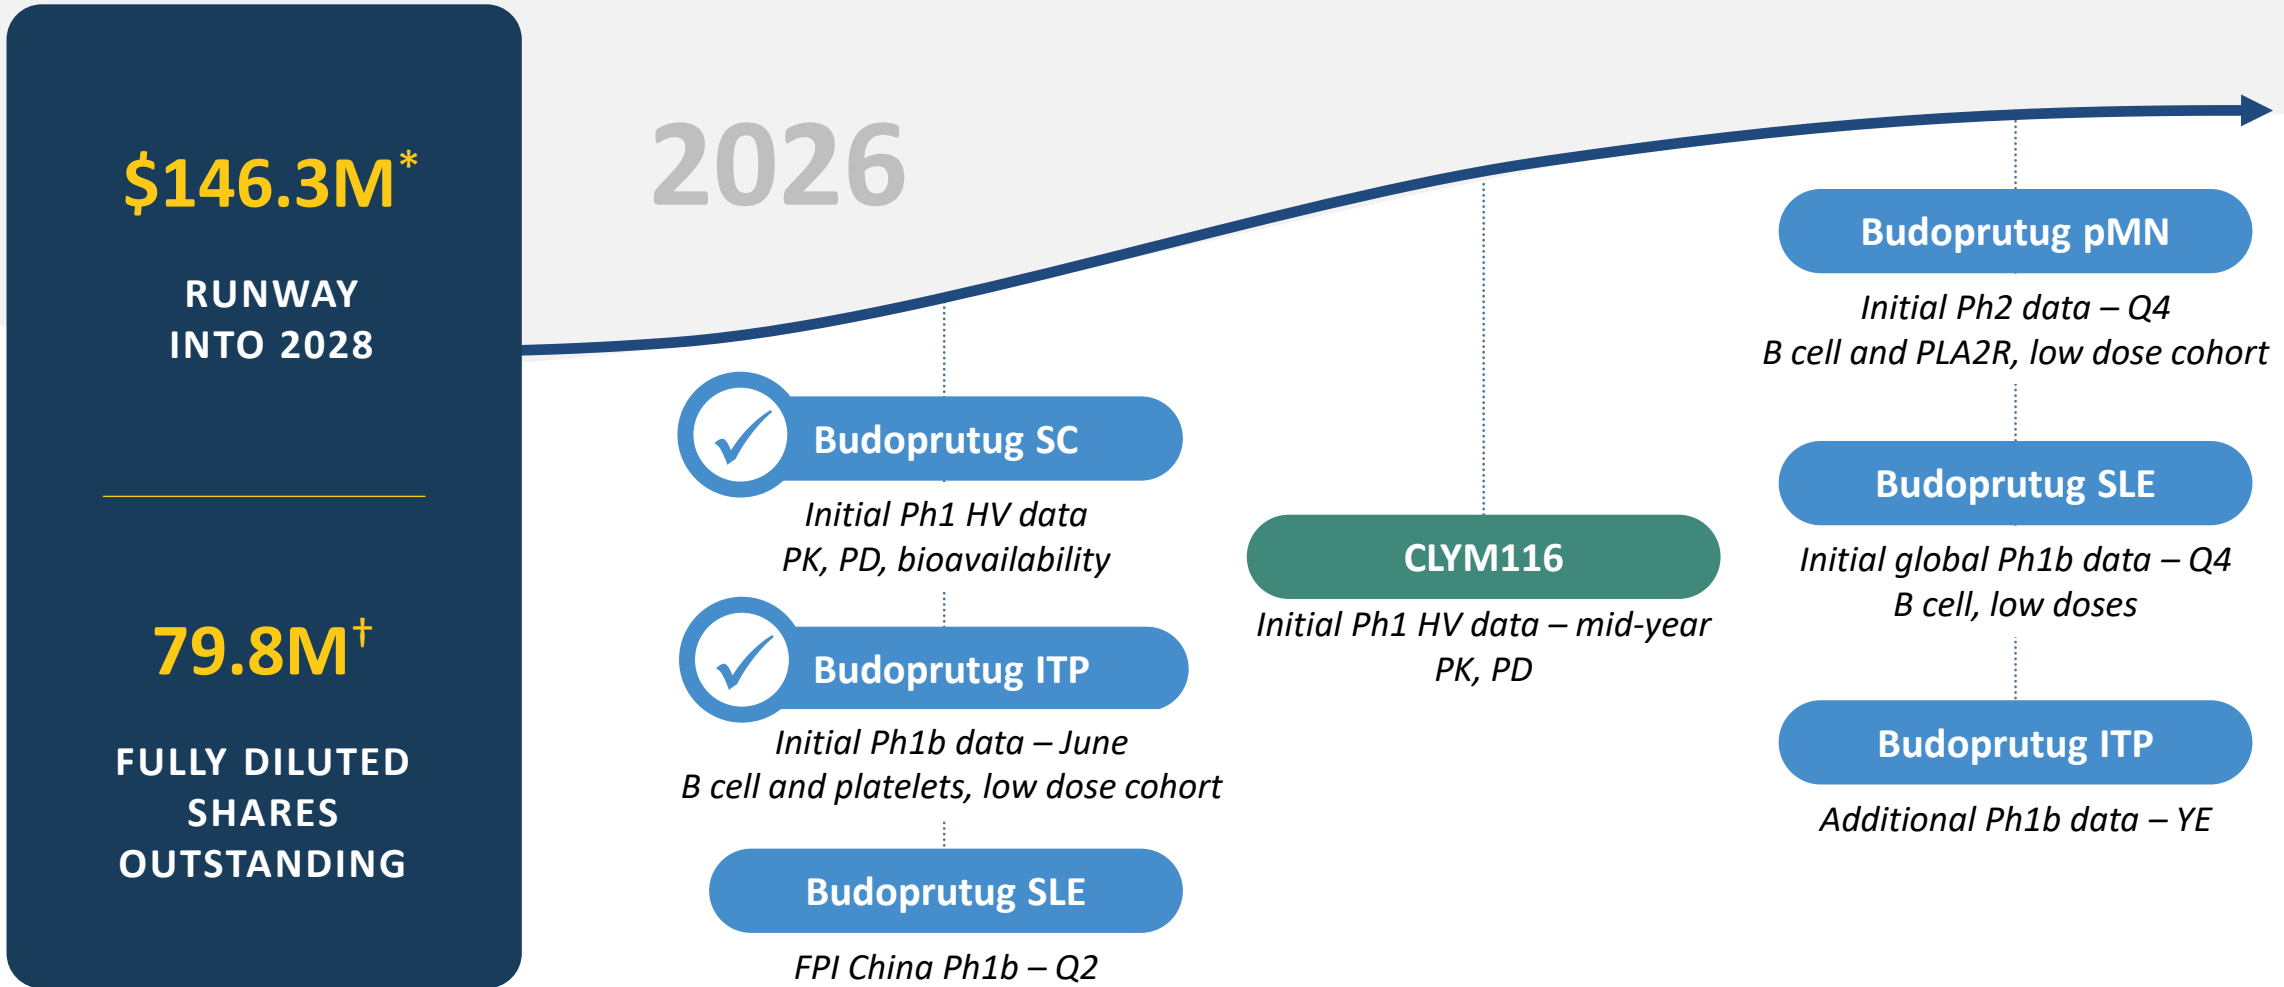 $146.3M*
RUNWAY
INTO 2028
79.8M†
FULLY DILUTED
SHARES
OUTSTANDING
2026
Budoprutug SC
Initial Ph1 HV data
PK, PD, bioavailability
Budoprutug ITP
Initial Ph1b data – June
B cell and platelets, low dose cohort
Budoprutug SLE
FPI China Ph1b – Q2
CLYM116
Initial Ph1 HV data – mid-year
PK, PD
Budoprutug pMN
Initial Ph2 data – Q4
B cell and PLA2R, low dose cohort
Budoprutug SLE
Initial global Ph1b data – Q4
B cell, low doses
Budoprutug ITP
Additional Ph1b data – YE